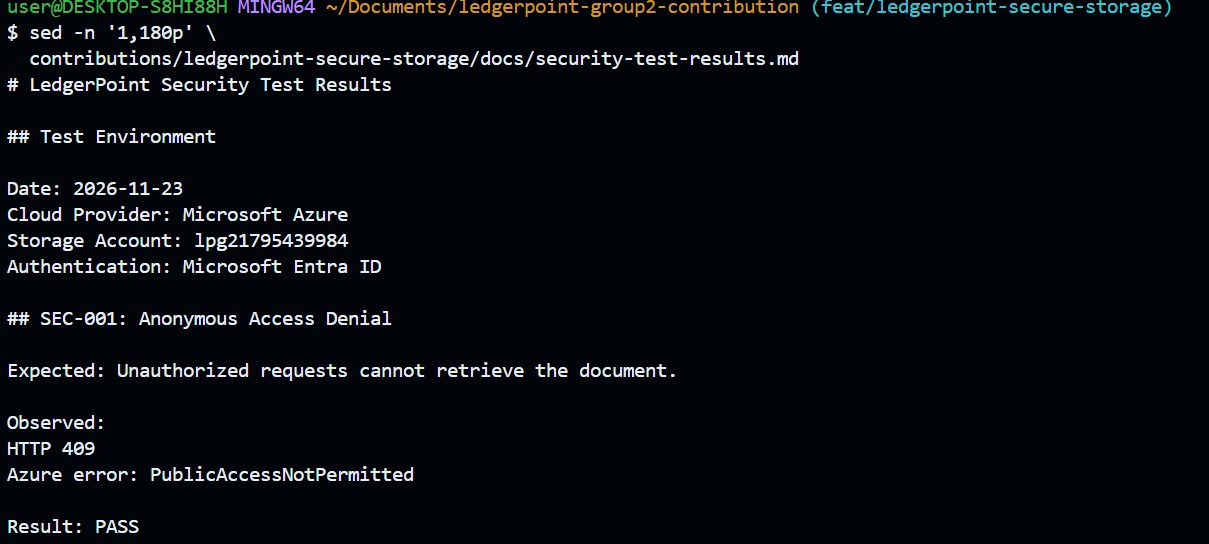 user@DESKTOP-S8HI88H MINGW64 ~/Documents/ledgerpoint-group2-contribution (feat/ledgerpoint-secure-storage)
$ sed -n '1,180p' \
  contributions/ledgerpoint-secure-storage/docs/security-test-results.md
# LedgerPoint Security Test Results
## Test Environment
Date: 2026-11-23
Cloud Provider: Microsoft Azure
Storage Account: lpg21795439984
Authentication: Microsoft Entra ID
## SEC-001: Anonymous Access Denial
Expected: Unauthorized requests cannot retrieve the document.
Observed:
HTTP 409
Azure error: PublicAccessNotPermitted
Result: PASS